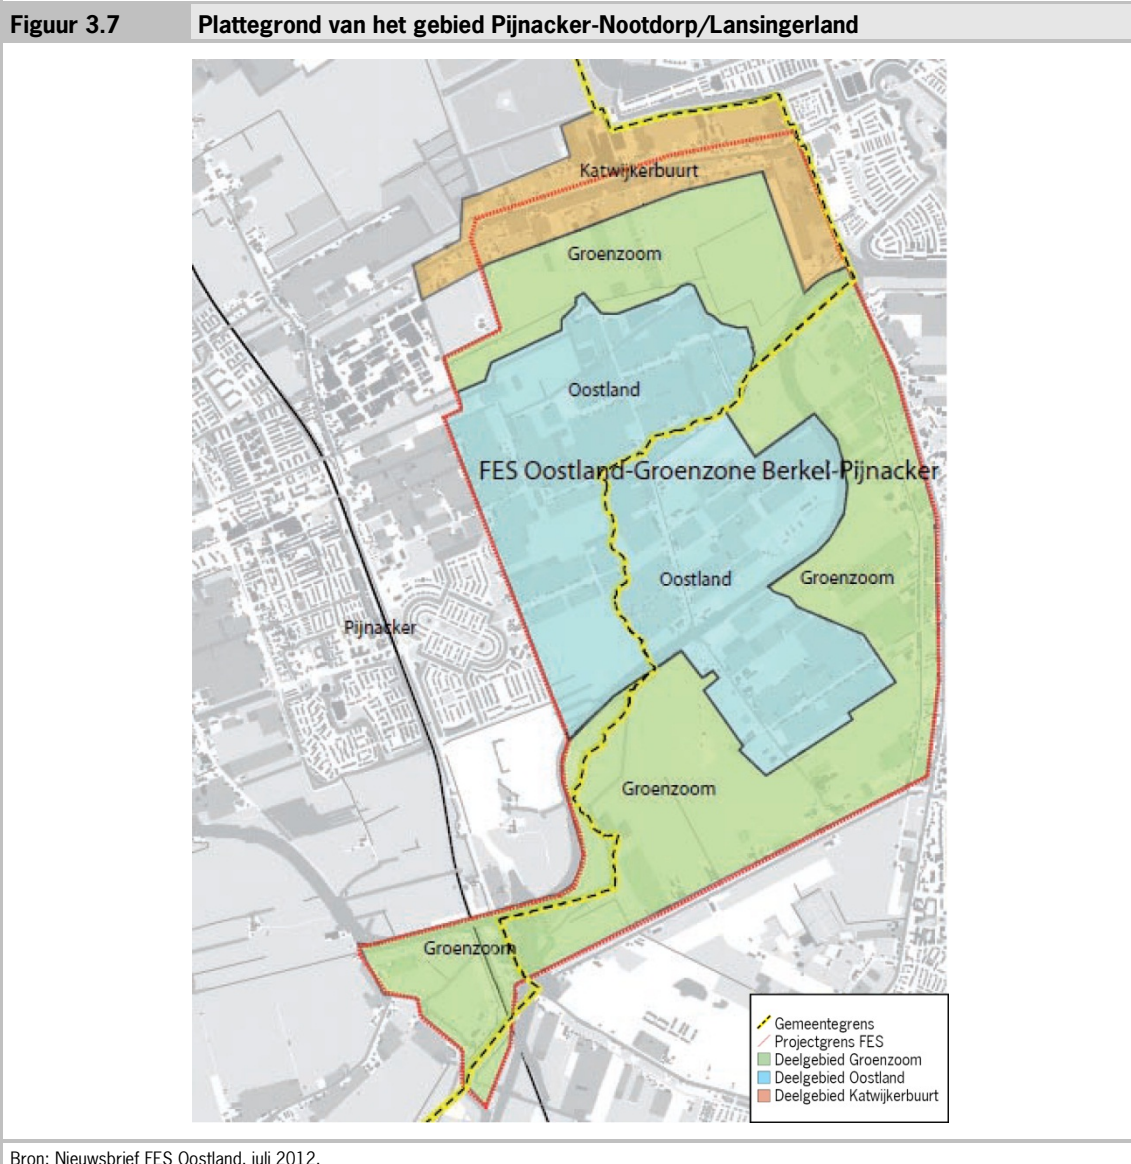 Figuur 3.7 Plattegrond van het gebied Pijnacker-Nootdorp/Lansingerland
Katwijkerbuurt
Groenzoom
Oostland
FES Oostland-Groenzone Berkel-Pijnacker
Oostland
Groenzoom
Pijnacker
Groenzoom
Groenzoom
Gemeentegrens
Projectgrens FES
Deelgebied Groenzoom
Deelgebied Oostland
Deelgebied Katwijkerbuurt
Bron: Nieuwsbrief FES Oostland, juli 2012.